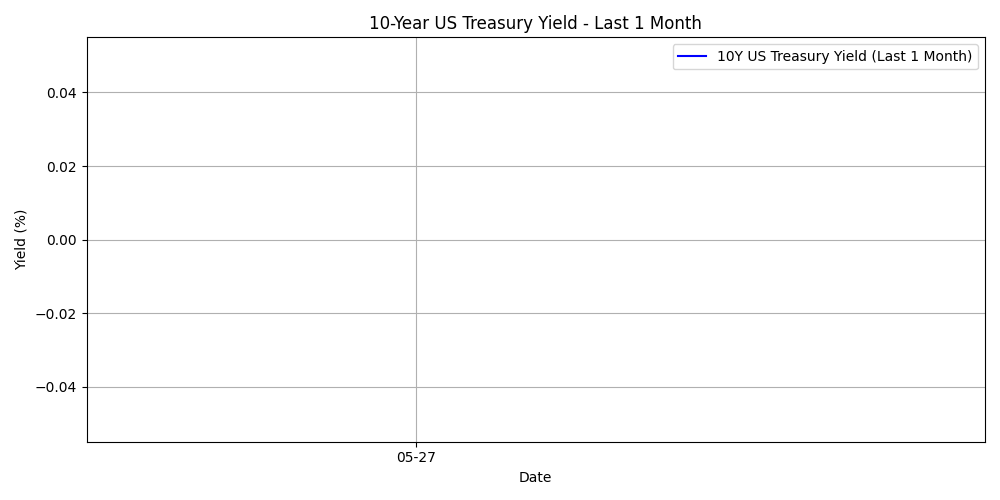 10-Year US Treasury Yield - Last 1 Month
10Y US Treasury Yield (Last 1 Month)
0.04
0.02
0.00
−0.02
−0.04
Yield (%)
05-27
Date